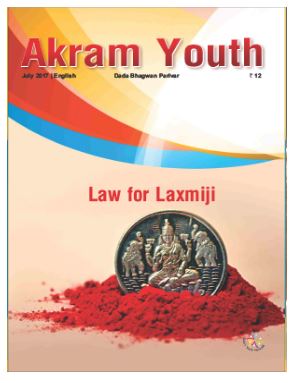 Akram Youth
July 2017 | English Dada Bhagwan Parivar ₹ 12
Law for Laxmiji